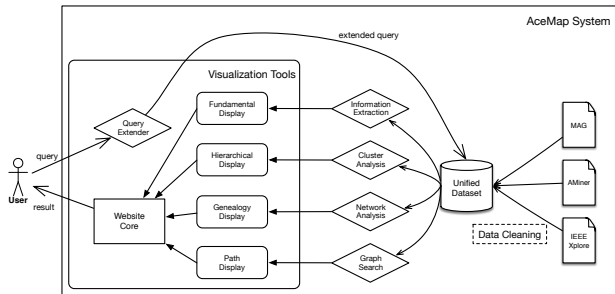 AceMap System
extended query
Visualization Tools
Query
Extender
Fundamental
Display
Information
Extraction
MAG
query
Hierarchical
Display
Cluster
Analysis
Unified
Dataset
AMiner
User
result
Website
Core
Genealogy
Display
Network
Analysis
Data Cleaning
IEEE
Xplore
Path
Display
Graph
Search